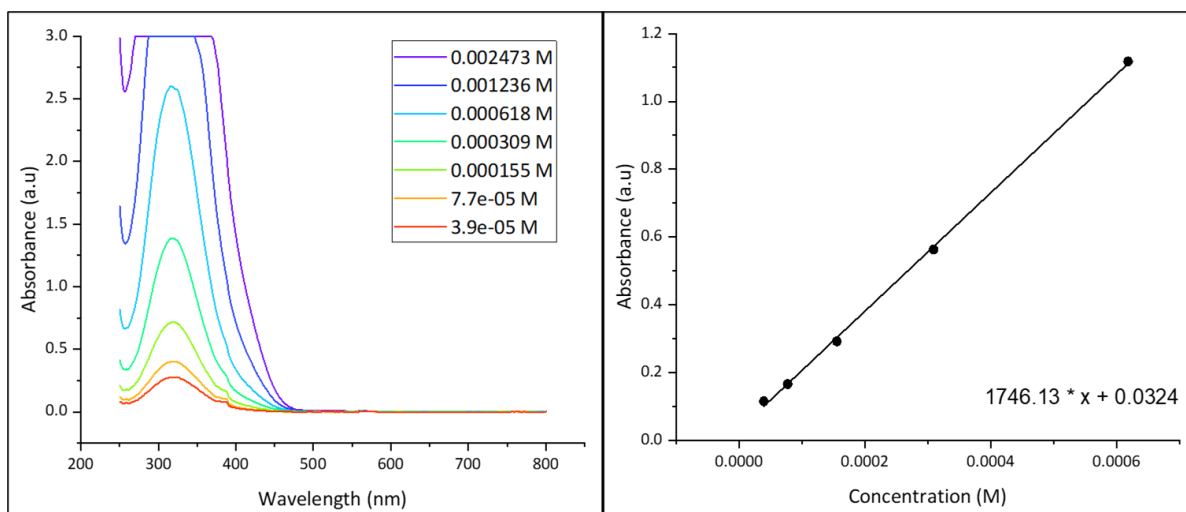 3.0
2.5
2.0
1.5
1.0
0.5
0.0
Absorbance (a.u)
200 300 400 500 600 700 800
Wavelength (nm)
0.002473 M
0.001236 M
0.000618 M
0.000309 M
0.000155 M
7.7e-05 M
3.9e-05 M
1.2
1.0
0.8
0.6
0.4
0.2
0.0
Absorbance (a.u)
1746.13 * x + 0.0324
0.0000 0.0002 0.0004 0.0006
Concentration (M)